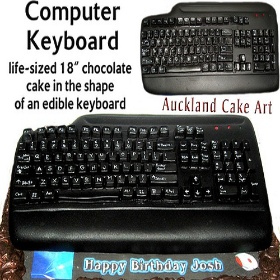 Computer
Keyboard
life-sized 18" chocolate
cake in the shape
of an edible keyboard
Auckland Cake Art
Happy Birthday Josh